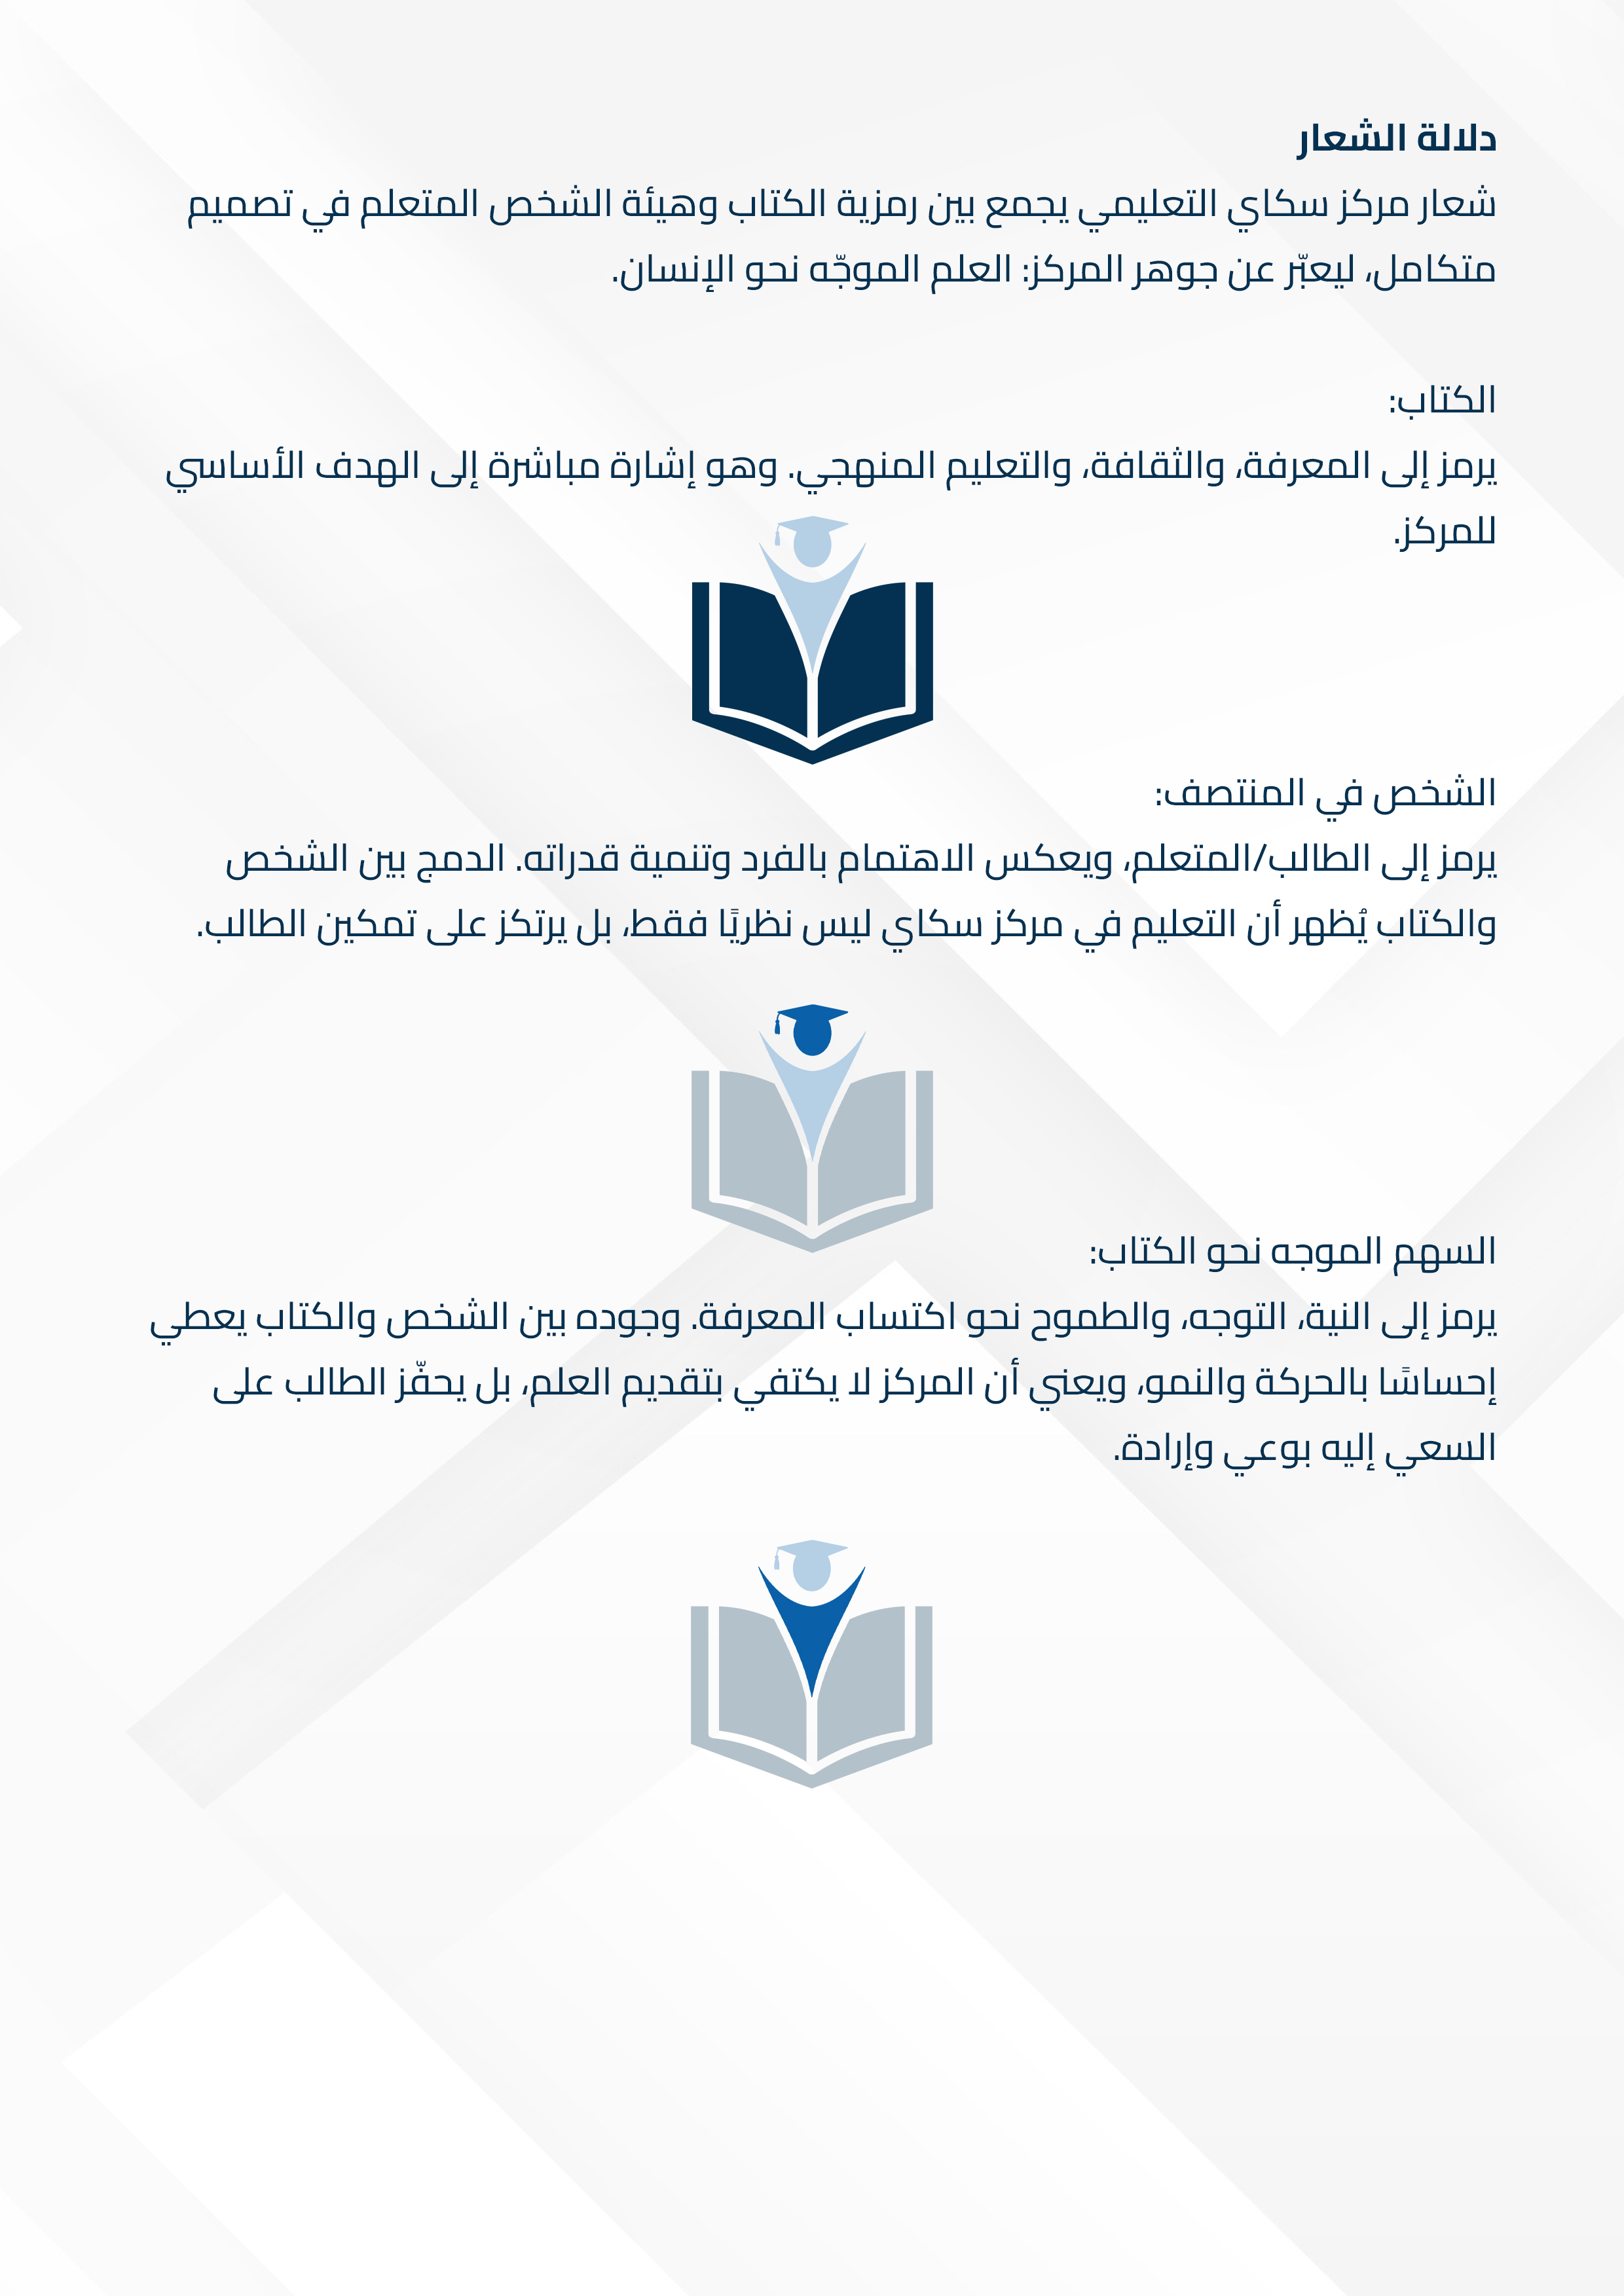 دلالة الشعار
شعار مركز سكاي التعليمي يجمع بين رمزية الكتاب وهيئة الشخص المتعلم في تصميم
متكامل، ليعبّر عن جوهر المركز: العلم الموجّه نحو الإنسان.
الكتاب:
يرمز إلى المعرفة، والثقافة، والتعليم المنهجي. وهو إشارة مباشرة إلى الهدف الأساسي
للمركز.
الشخص في المنتصف:
يرمز إلى الطالب/المتعلم، ويعكس الاهتمام بالفرد وتنمية قدراته. الدمج بين الشخص
والكتاب يُظهر أن التعليم في مركز سكاي ليس نظريًا فقط، بل يرتكز على تمكين الطالب.
السهم الموجه نحو الكتاب:
يرمز إلى النية، التوجه، والطموح نحو اكتساب المعرفة. وجوده بين الشخص والكتاب يعطي
إحساسًا بالحركة والنمو، ويعني أن المركز لا يكتفي بتقديم العلم، بل يحفّز الطالب على
السعي إليه بوعي وإرادة.